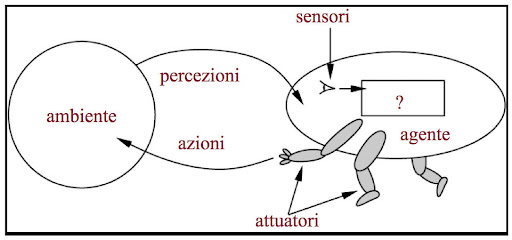 sensori
percezioni
ambiente
?
azioni
agente
attuatori